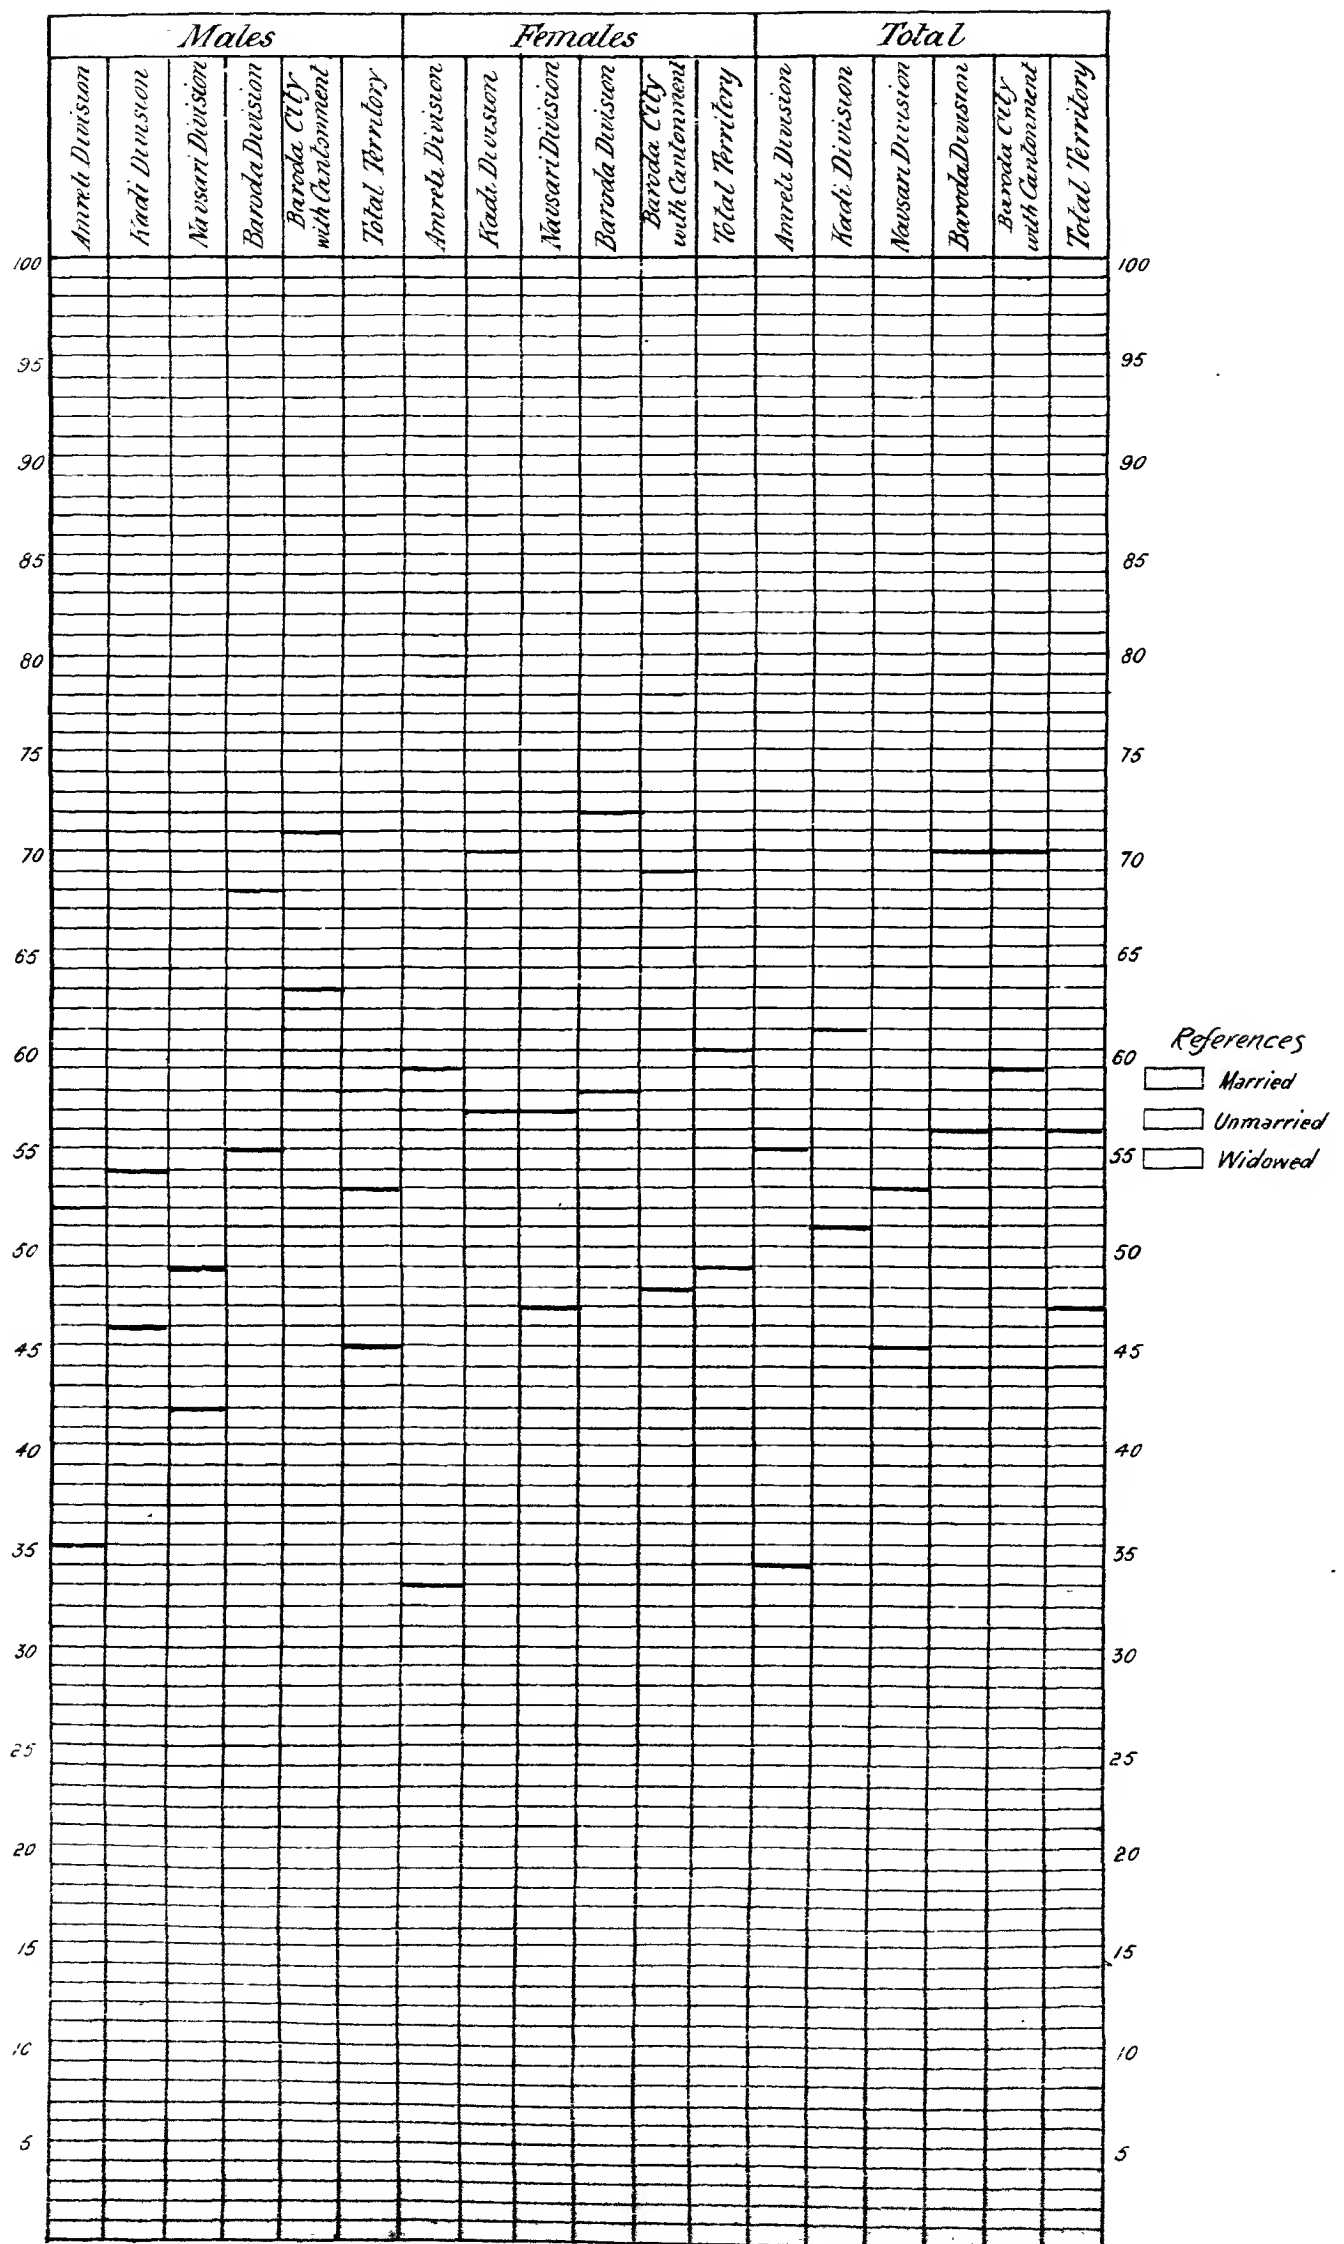 Males Females Total
Amreli Division
Kadi Division
Navsari Division
Baroda Division
Baroda City
with Cantonment
Total Territory
Amreli Division
Kadi Division
Navsari Division
Baroda Division
Baroda City
with Cantonment
Total Territory
Amreli Division
Kadi Division
Navsari Division
Baroda Division
Baroda City
with Cantonment
Total Territory
100 100
95 95
90 90
85 85
80 80
75 75
70 70
65 65
60 60
55 55
50 50
45 45
40 40
35 35
30 30
25 25
20 20
15 15
10 10
5 5
References
Married
Unmarried
Widowed